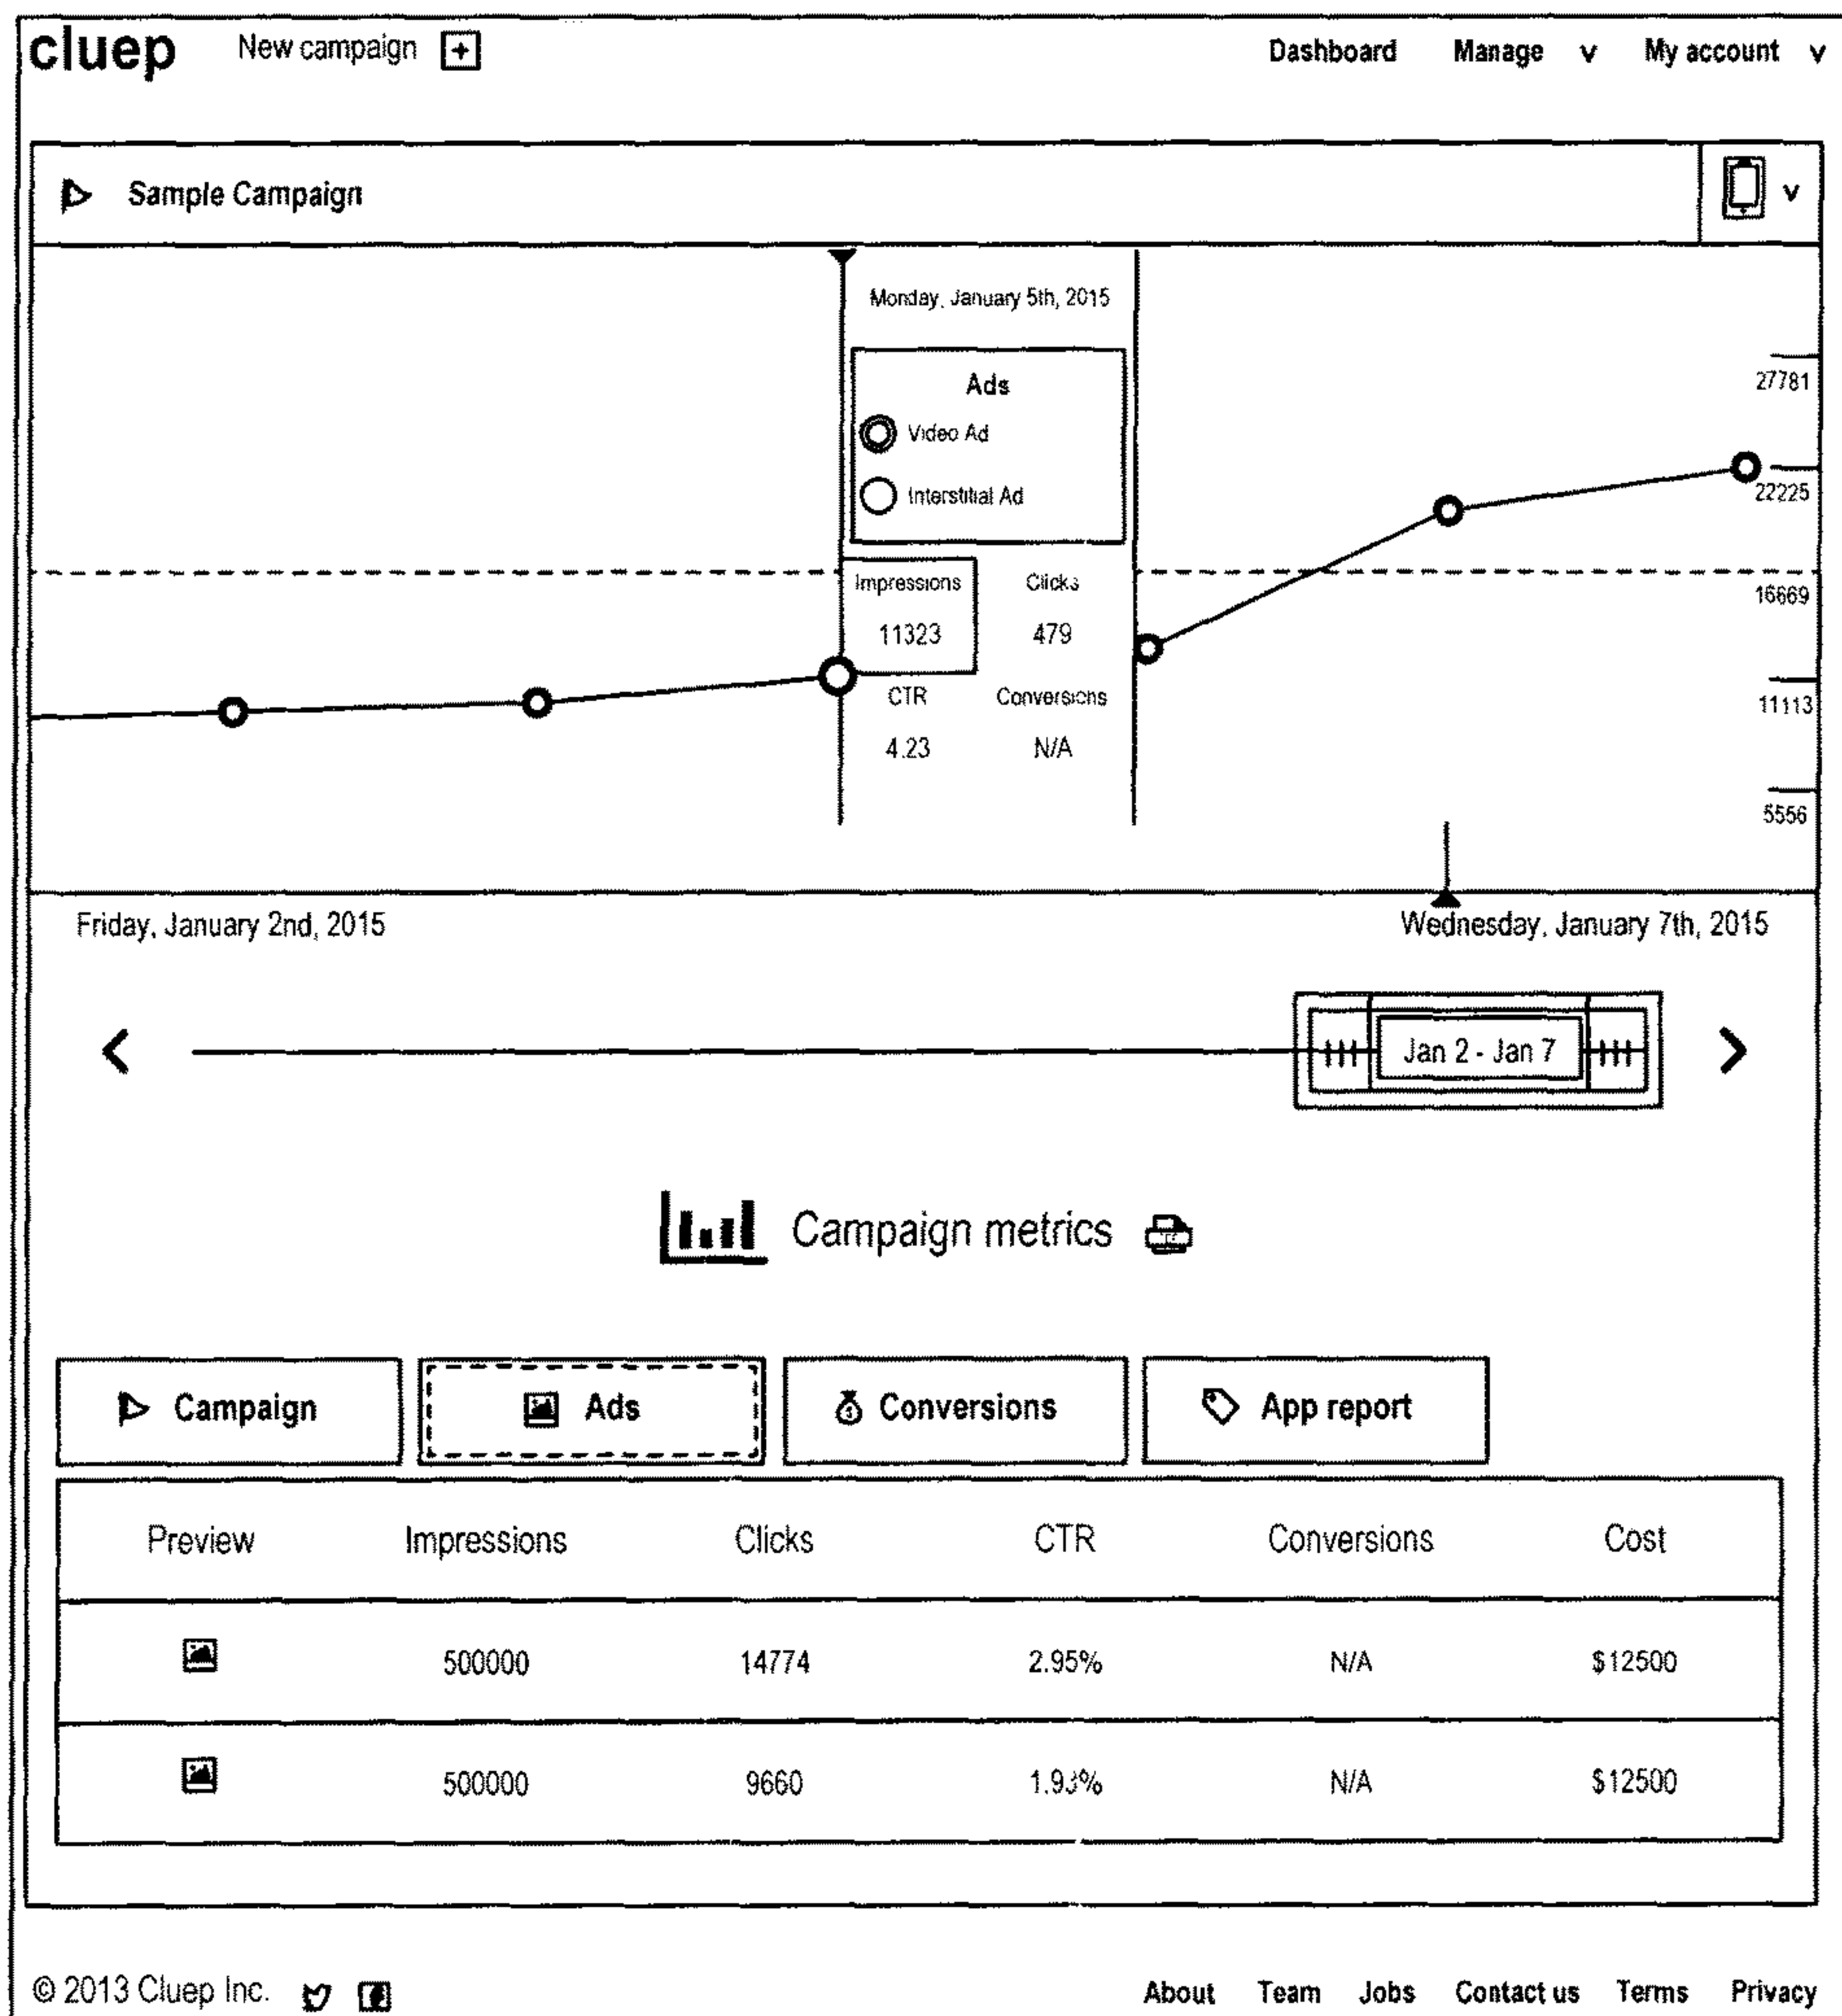 cluep New campaign + Dashboard Manage v My account v
Sample Campaign v
Monday, January 5th, 2015
Ads
Video Ad
Interstitial Ad
27781
22225
Impressions Clicks
16669
11323 479
CTR Conversions
11113
4.23 N/A
5556
Friday, January 2nd, 2015 Wednesday, January 7th, 2015
< Jan 2 - Jan 7 >
Campaign metrics
Campaign Ads Conversions App report
Preview Impressions Clicks CTR Conversions Cost
500000 14774 2.95% N/A $12500
500000 9660 N/A $12500
© 2013 Cluep Inc. About Team Jobs Contact us Terms Privacy